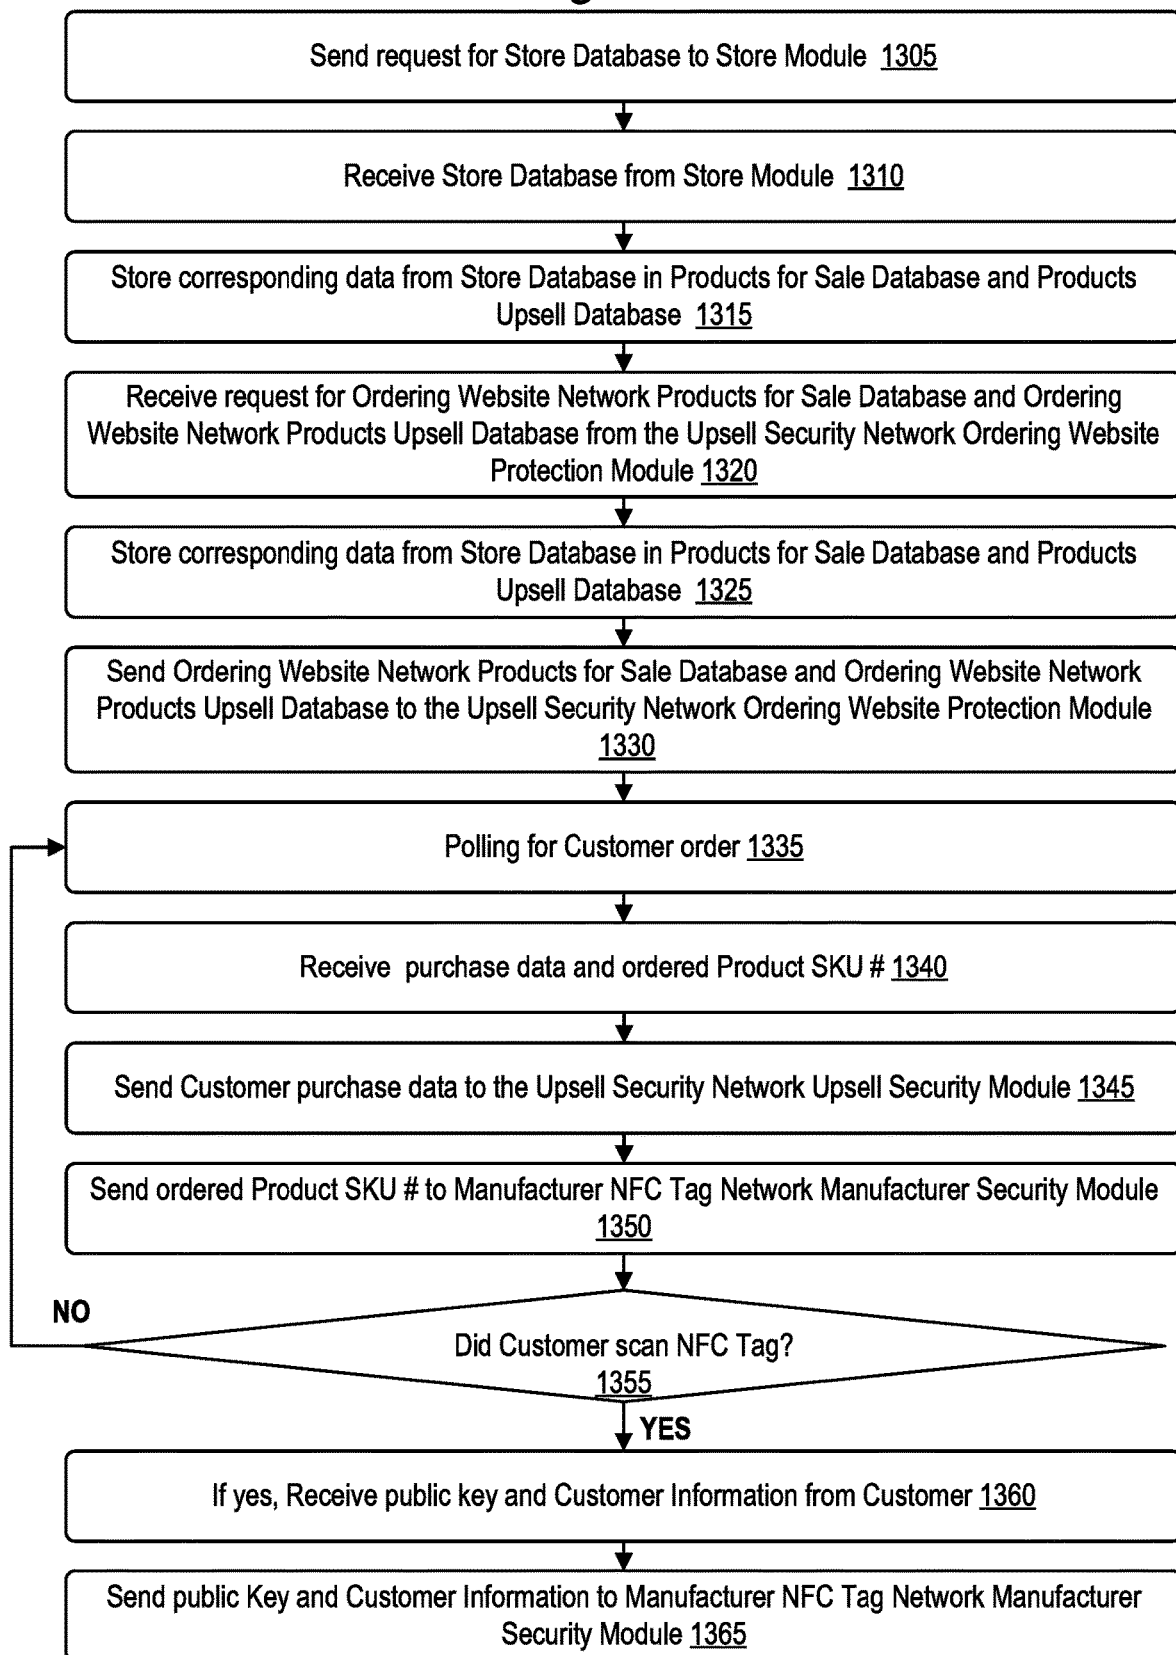 Send request for Store Database to Store Module 1305
Receive Store Database from Store Module 1310
Store corresponding data from Store Database in Products for Sale Database and Products
Upsell Database 1315
Receive request for Ordering Website Network Products for Sale Database and Ordering
Website Network Products Upsell Database from the Upsell Security Network Ordering Website
Protection Module 1320
Store corresponding data from Store Database in Products for Sale Database and Products
Upsell Database 1325
Send Ordering Website Network Products for Sale Database and Ordering Website Network
Products Upsell Database to the Upsell Security Network Ordering Website Protection Module
1330
Polling for Customer order 1335
Receive purchase data and ordered Product SKU # 1340
Send Customer purchase data to the Upsell Security Network Upsell Security Module 1345
Send ordered Product SKU # to Manufacturer NFC Tag Network Manufacturer Security Module
1350
NO
Did Customer scan NFC Tag?
1355
YES
If yes, Receive public key and Customer Information from Customer 1360
Send public Key and Customer Information to Manufacturer NFC Tag Network Manufacturer
Security Module 1365